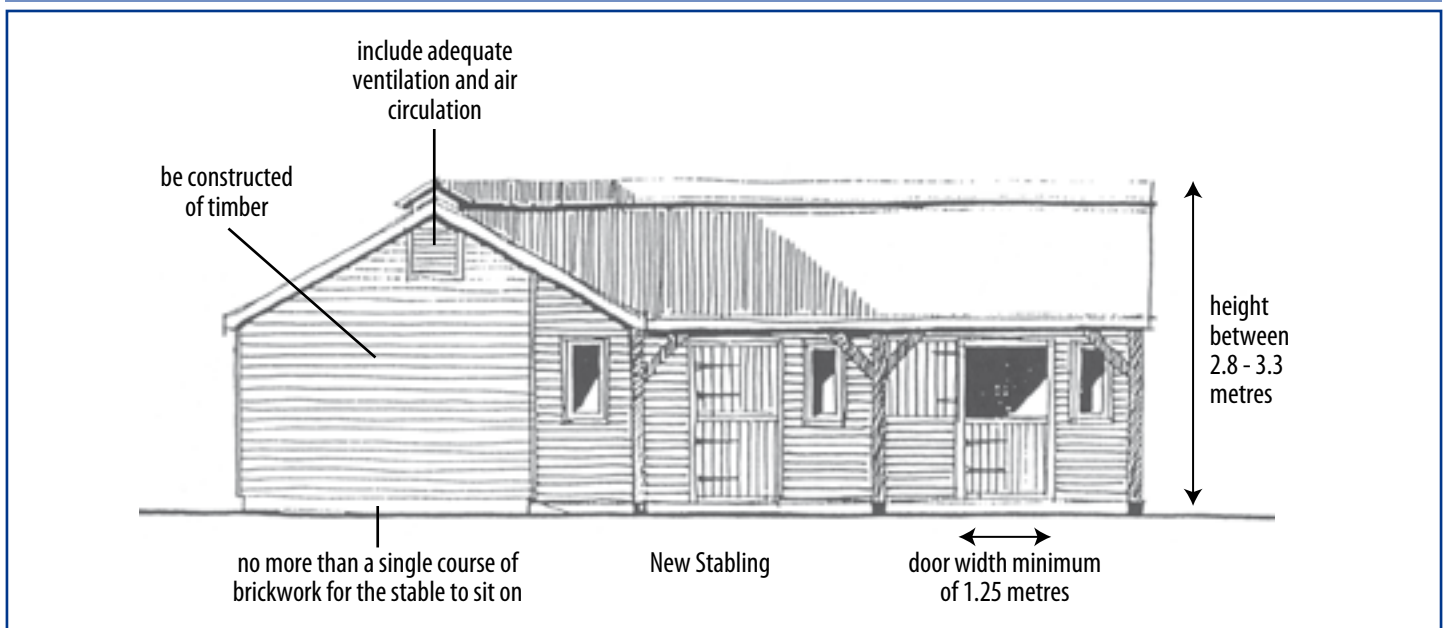 include adequate
ventilation and air
circulation
be constructed
of timber
height
between
2.8 - 3.3
metres
no more than a single course of
brickwork for the stable to sit on
New Stabling
door width minimum
of 1.25 metres